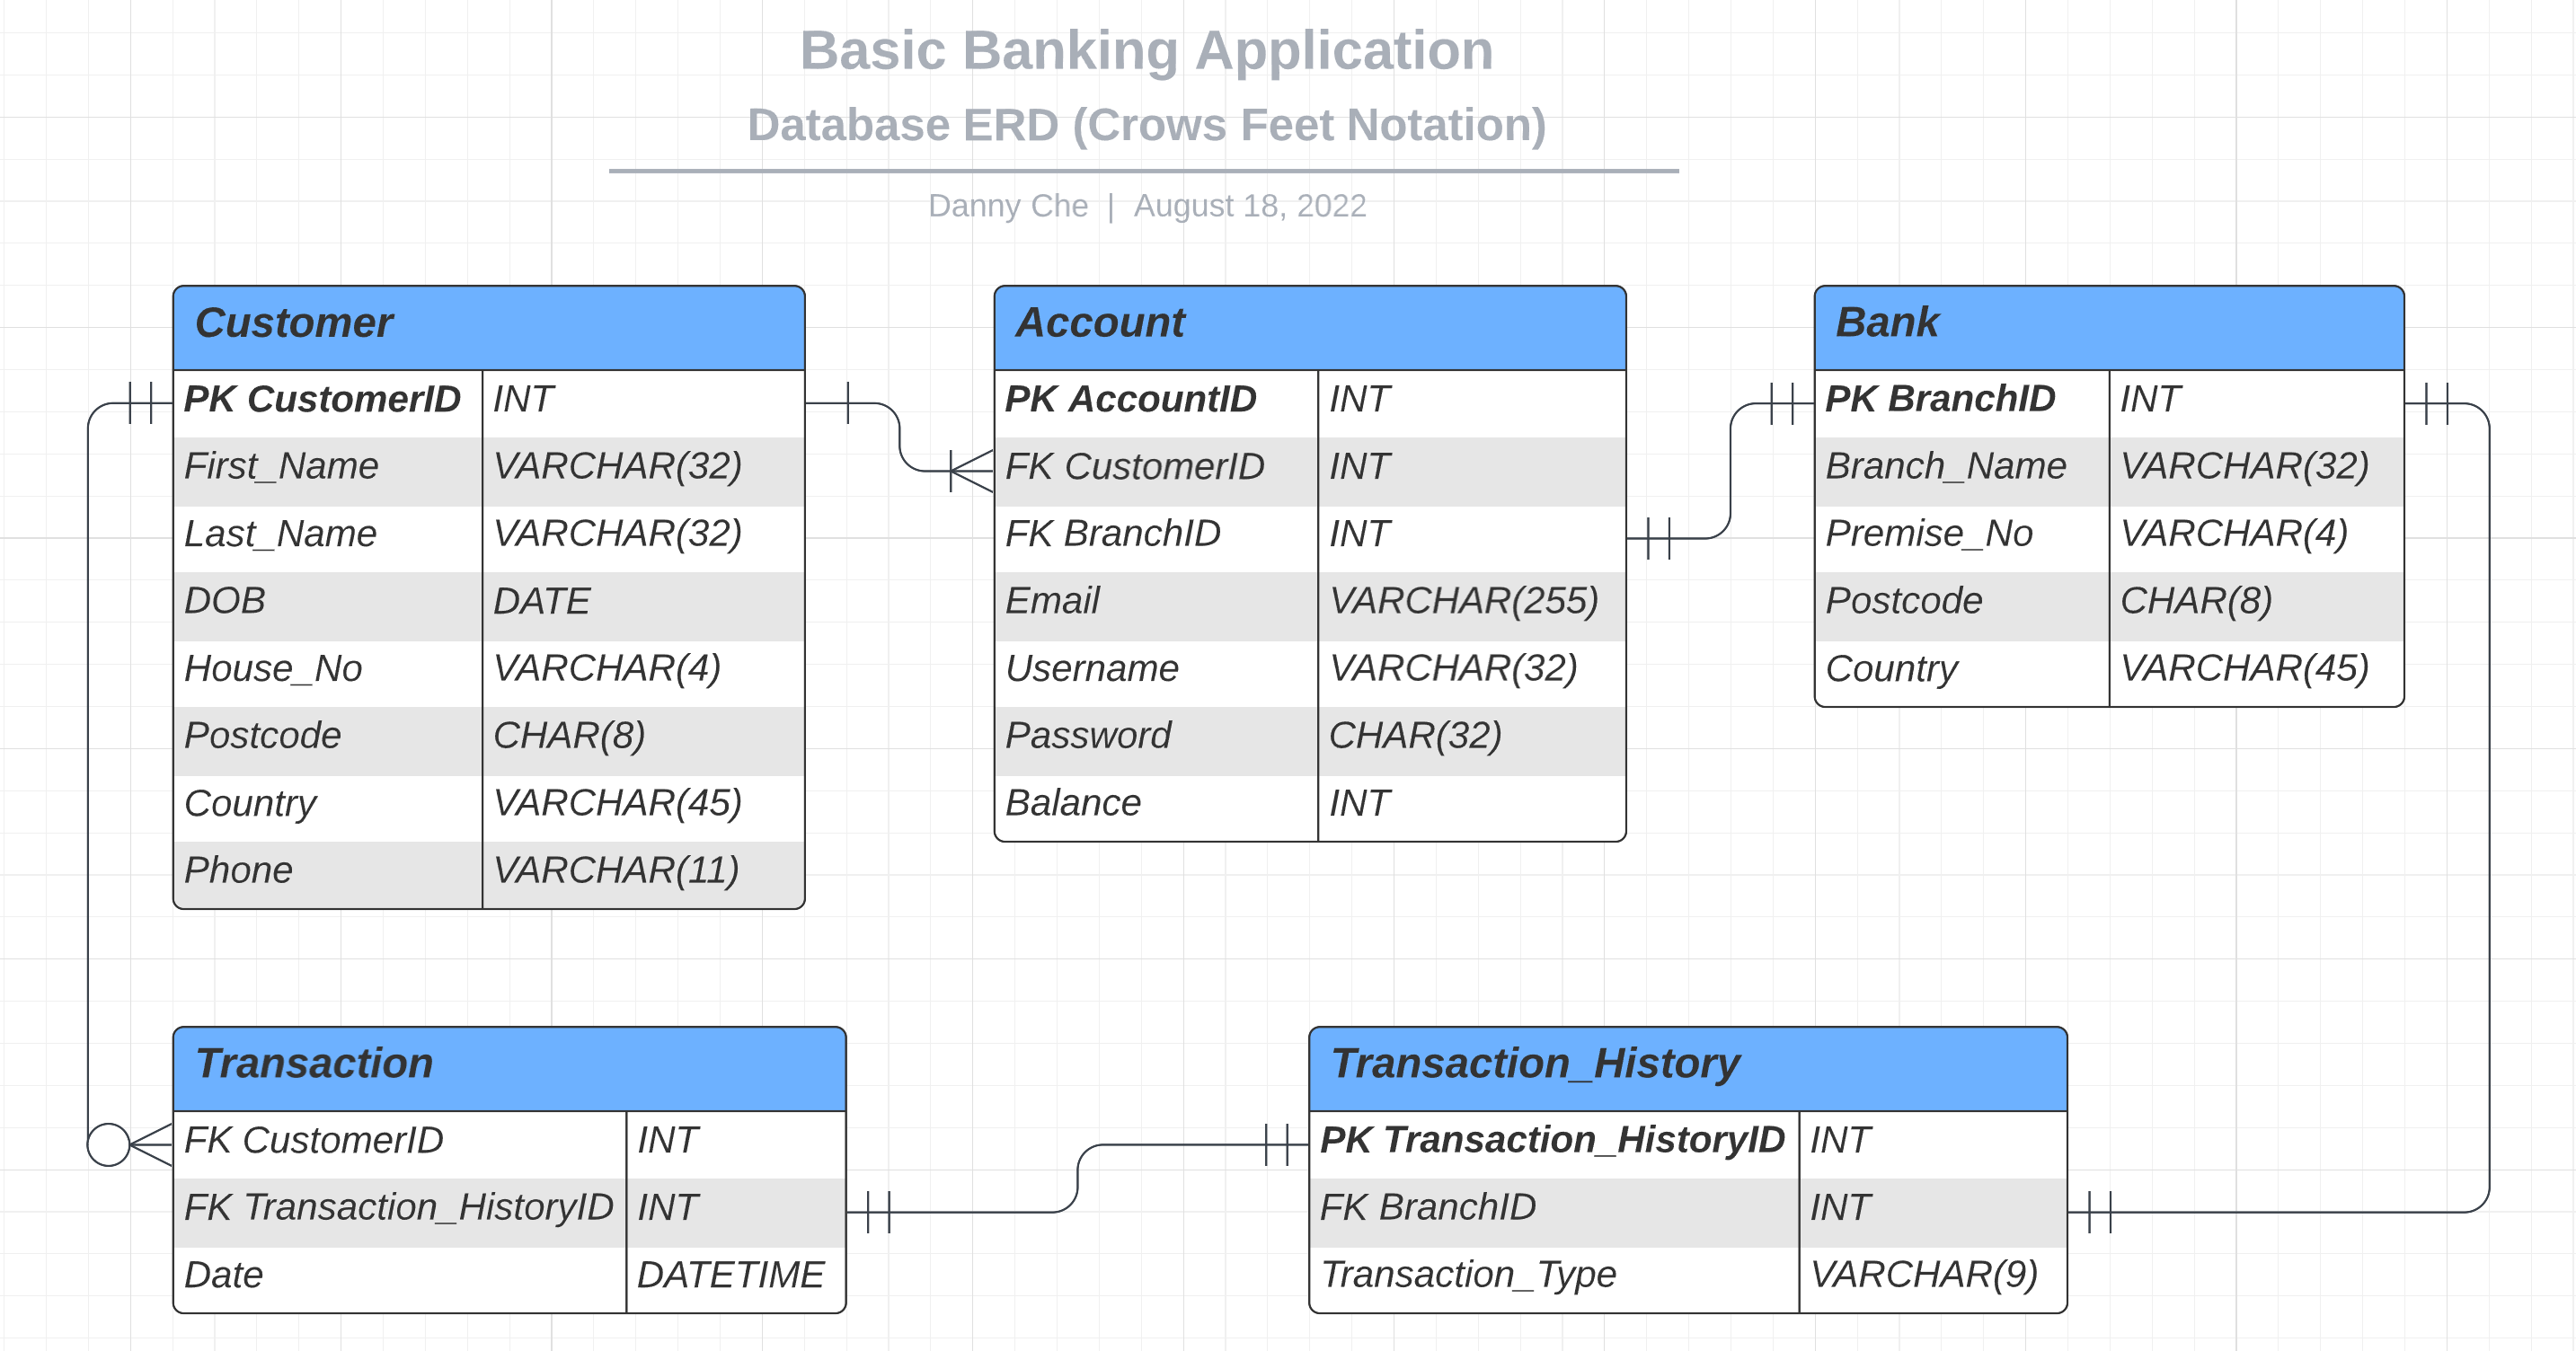 Basic Banking Application
Database ERD (Crows Feet Notation)
Danny Che | August 18, 2022
Customer
PK CustomerID INT
First_Name VARCHAR(32)
Last_Name VARCHAR(32)
DOB DATE
House_No VARCHAR(4)
Postcode CHAR(8)
Country VARCHAR(45)
Phone VARCHAR(11)
Account
PK AccountID INT
FK CustomerID INT
FK BranchID INT
Email VARCHAR(255)
Username VARCHAR(32)
Password CHAR(32)
Balance INT
Bank
PK BranchID INT
Branch_Name VARCHAR(32)
Premise_No VARCHAR(4)
Postcode CHAR(8)
Country VARCHAR(45)
Transaction
FK CustomerID INT
FK Transaction_HistoryID INT
Date DATETIME
Transaction_History
PK Transaction_HistoryID INT
FK BranchID INT
Transaction_Type VARCHAR(9)